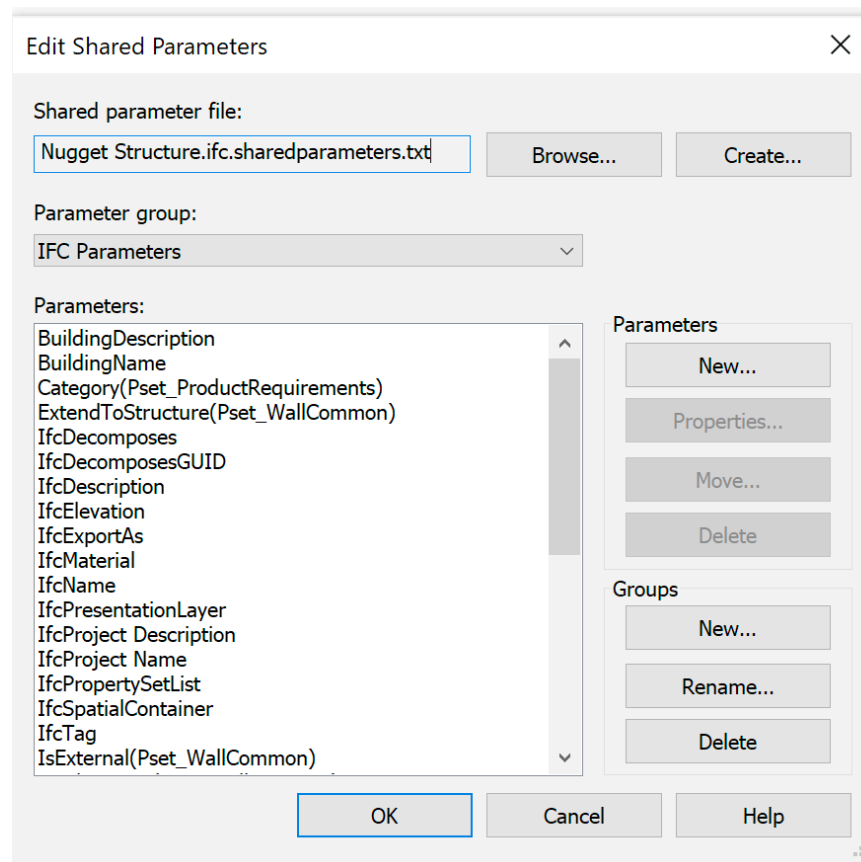 Edit Shared Parameters
Shared parameter file:
Nugget Structure.ifc.sharedparameters.txt
Browse...
Create...
Parameter group:
IFC Parameters
Parameters:
BuildingDescription
BuildingName
Category(Pset_ProductRequirements)
ExtendToStructure(Pset_WallCommon)
IfcDecomposes
IfcDecomposesGUID
IfcDescription
IfcElevation
IfcExportAs
IfcMaterial
IfcName
IfcPresentationLayer
IfcProject Description
IfcProject Name
IfcPropertySetList
IfcSpatialContainer
IfcTag
IsExternal(Pset_WallCommon)
Parameters
New...
Properties...
Move...
Delete
Groups
New...
Rename...
Delete
OK
Cancel
Help